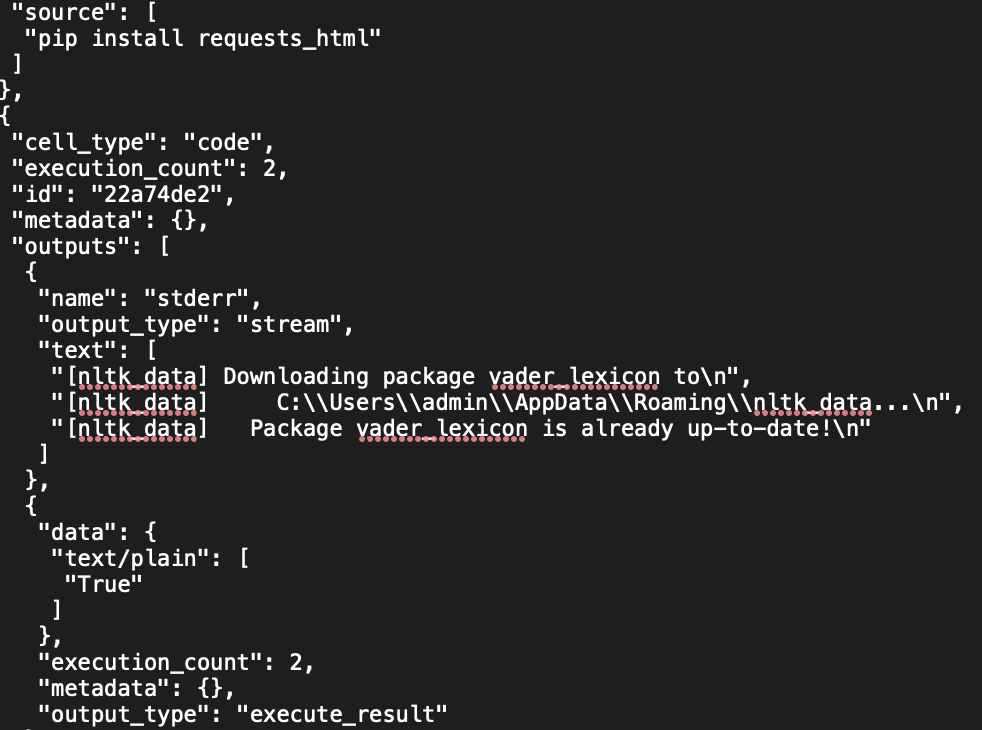 "source": [
"pip install requests_html"
]
},
{
"cell_type": "code",
"execution_count": 2,
"id": "22a74de2",
"metadata": {},
"outputs": [
{
"name": "stderr",
"output_type": "stream",
"text": [
"[nltk_data] Downloading package vader_lexicon to\n",
"[nltk_data]     C:\\Users\\admin\\AppData\\Roaming\\nltk_data...\n",
"[nltk_data]   Package vader_lexicon is already up-to-date!\n"
]
},
{
"data": {
"text/plain": [
"True"
]
},
"execution_count": 2,
"metadata": {},
"output_type": "execute_result"